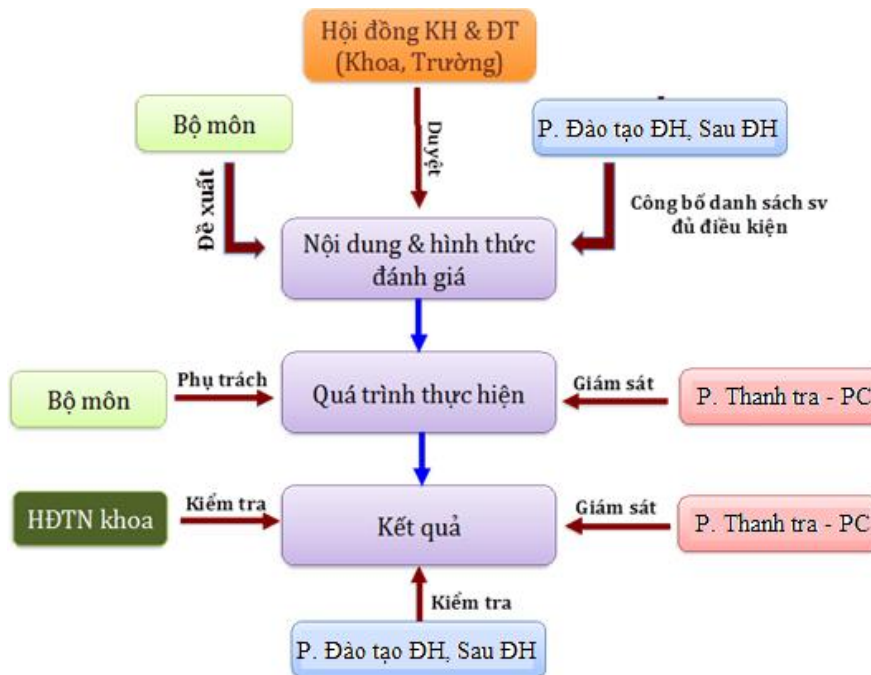 Hội đồng KH & ĐT
(Khoa, Trường)
Bộ môn
P. Đào tạo ĐH, Sau ĐH
Đề xuất
Duyệt
Công bố danh sách sv
đủ điều kiện
Nội dung & hình thức
đánh giá
Bộ môn
Phụ trách
Quá trình thực hiện
Giám sát
P. Thanh tra - PC
HĐTN khoa
Kiểm tra
Kết quả
Giám sát
P. Thanh tra - PC
Kiểm tra
P. Đào tạo ĐH, Sau ĐH